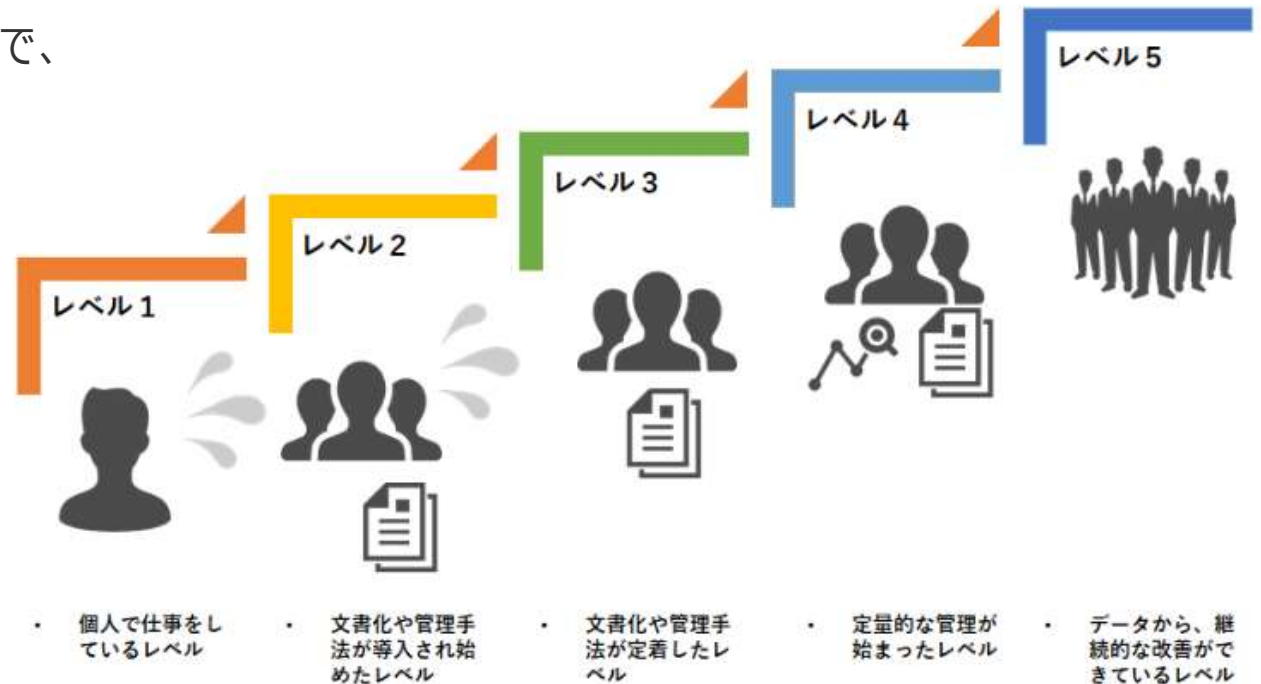 で、
レベル1
レベル2
レベル3
レベル4
レベル5
・ 個人で仕事をし
ているレベル
・ 文書化や管理手
法が導入され始
めたレベル
・ 文書化や管理手
法が定着したレ
ベル
・ 定量的な管理が
始まったレベル
・ データから、継
続的な改善がで
きているレベル